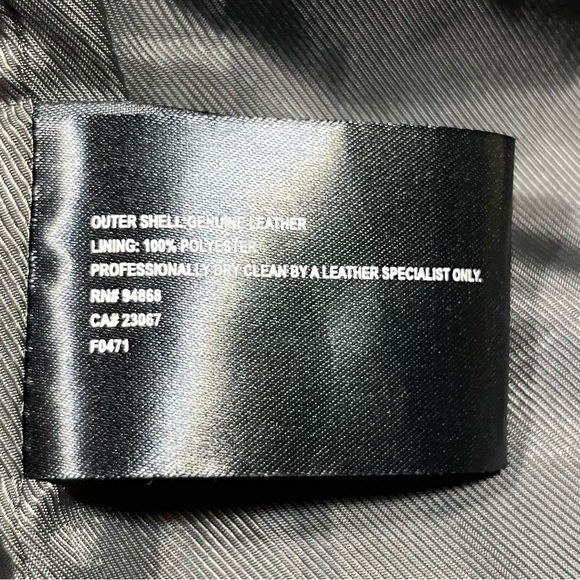 OUTER SHELL: GENUINE LEATHER
LINING: 100% POLYESTER
PROFESSIONALLY DRY CLEAN BY A LEATHER SPECIALIST ONLY.
RN# 94868
CA# 23067
F0471